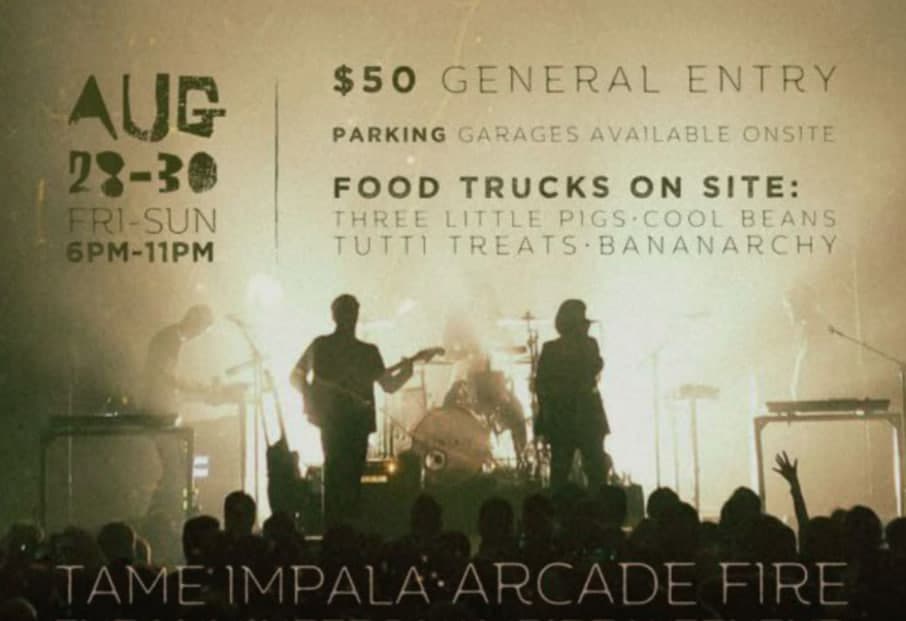 AUG
28-30
FRI-SUN
6PM-11PM
$50 GENERAL ENTRY
PARKING GARAGES AVAILABLE ONSITE
FOOD TRUCKS ON SITE:
THREE LITTLE PIGS·COOL BEANS
TUTTI TREATS·BANANARCHY
TAME IMPALA·ARCADE FIRE